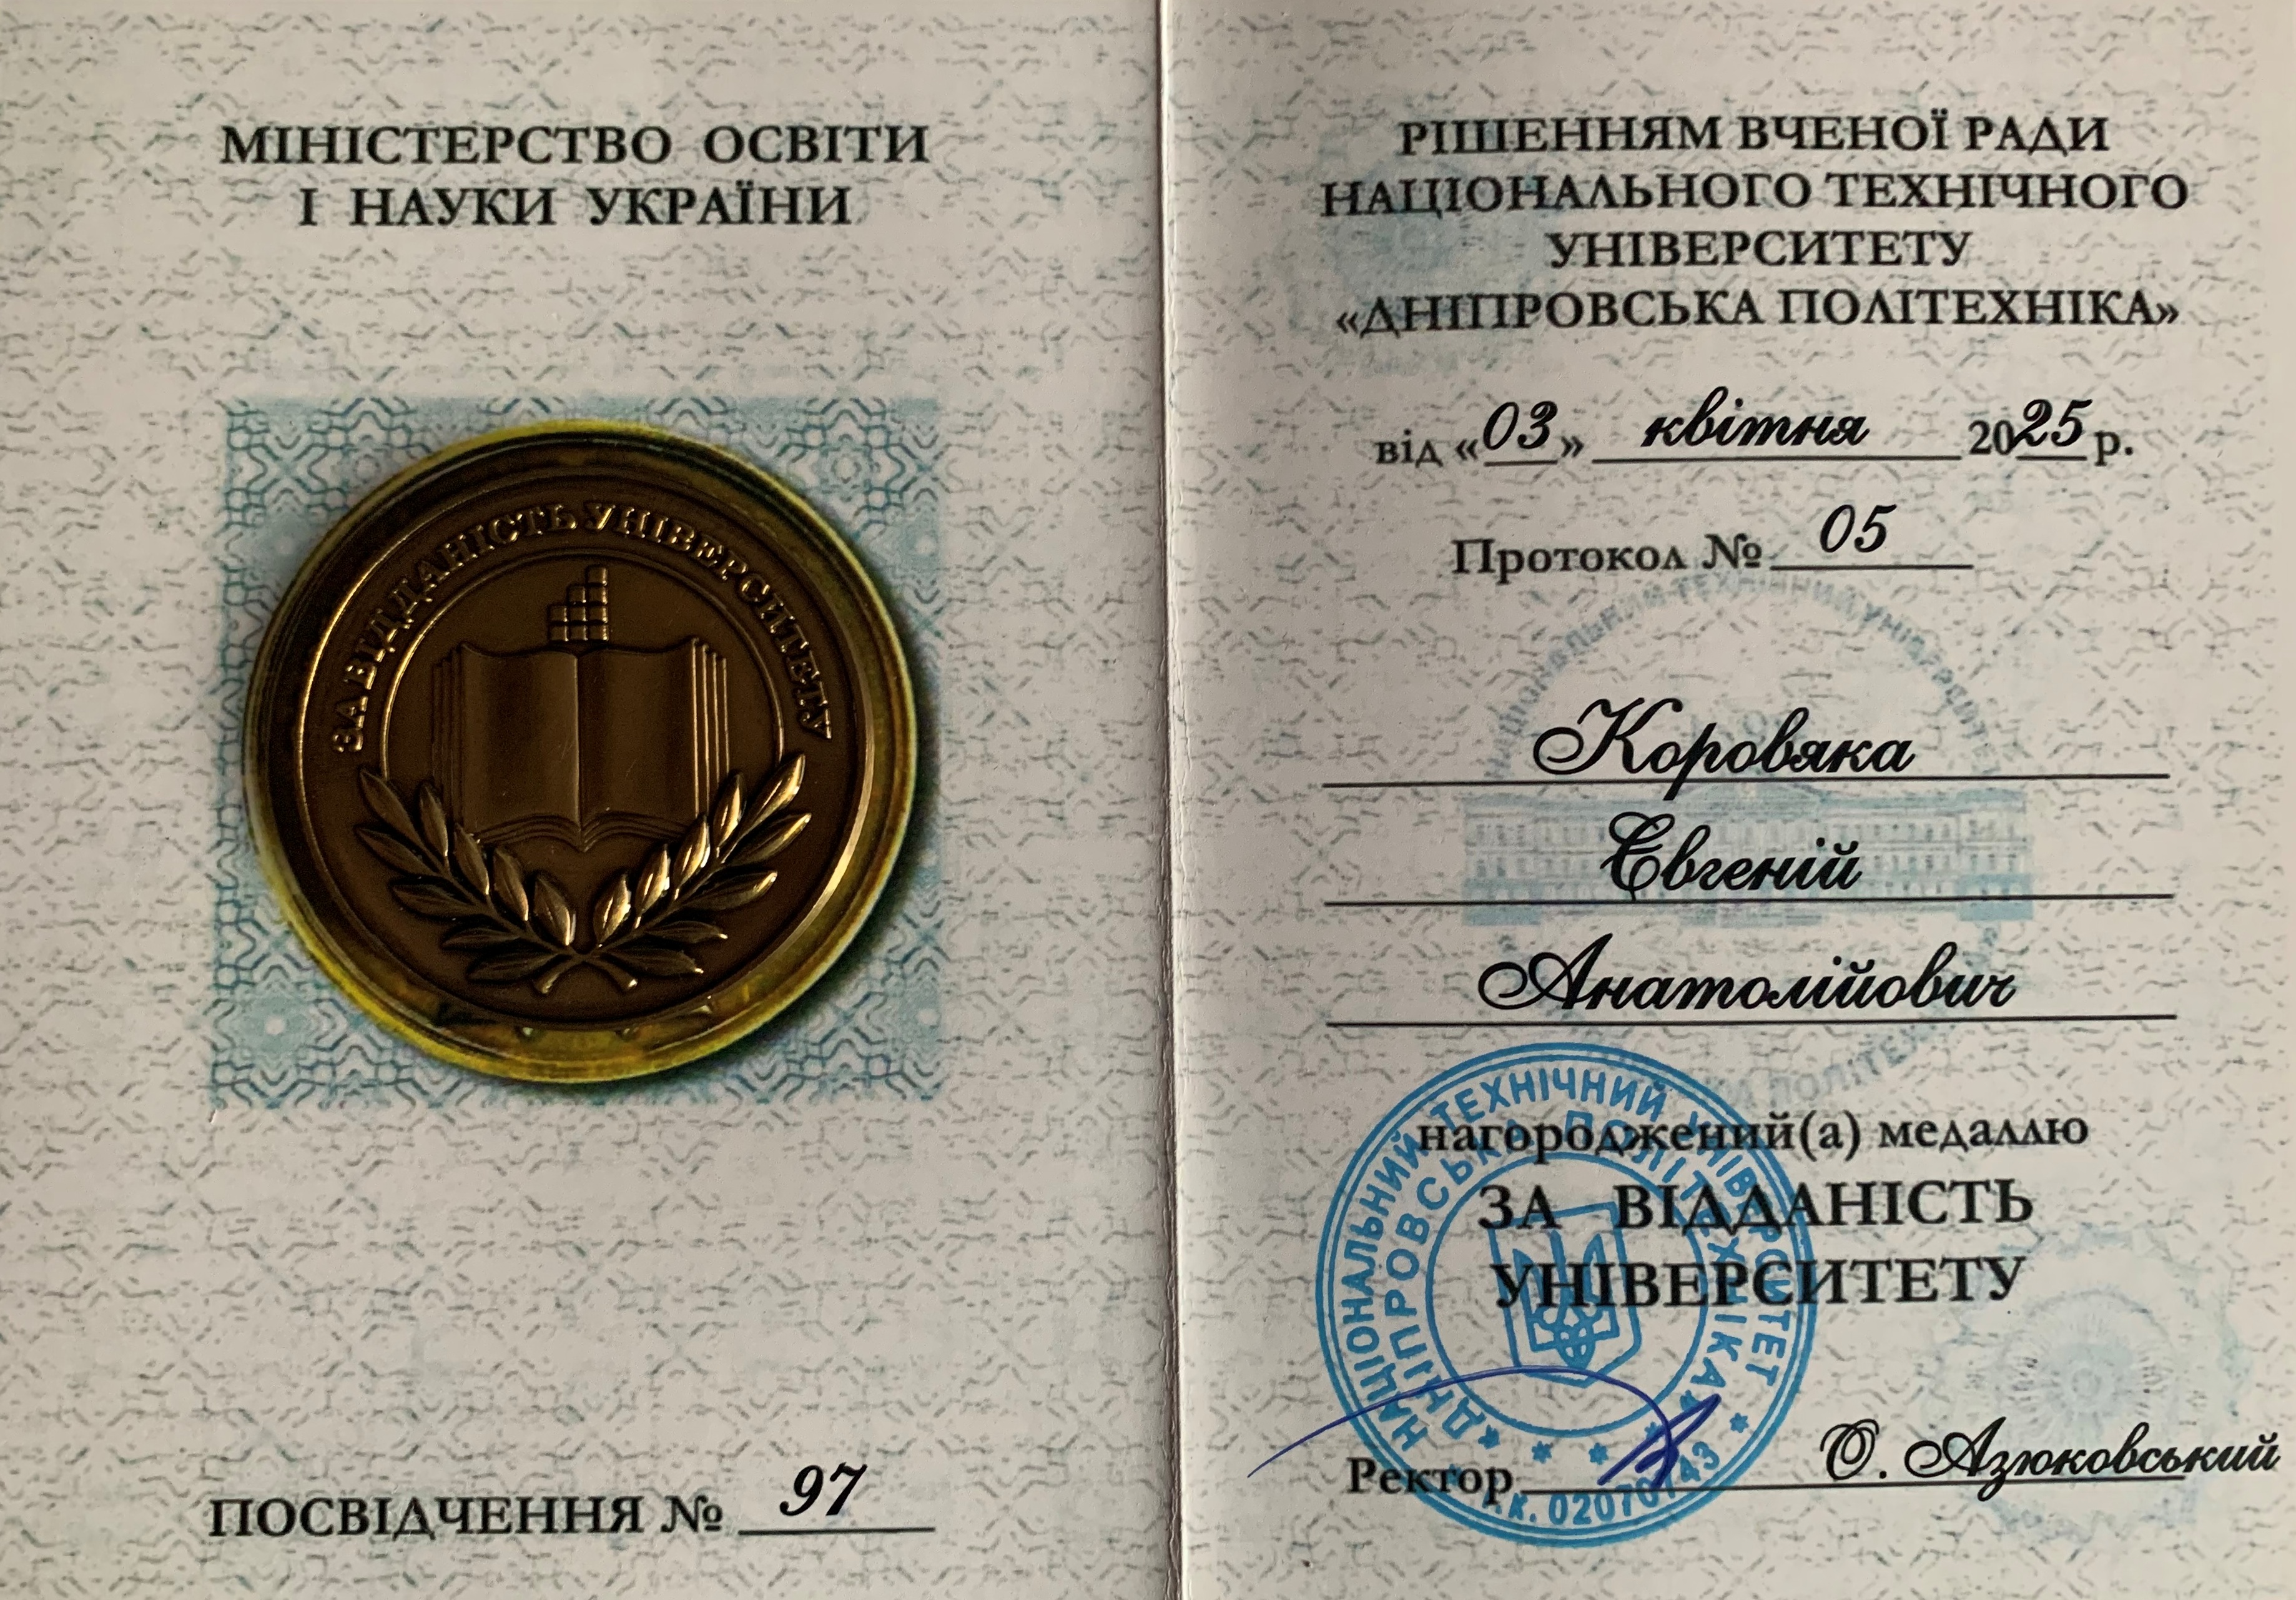 МІНІСТЕРСТВО ОСВІТИ
І НАУКИ УКРАЇНИ
ЗА ВІДДАНІСТЬ УНІВЕРСИТЕТУ
ПОСВІДЧЕННЯ № 97
РІШЕННЯМ ВЧЕНОЇ РАДИ
НАЦІОНАЛЬНОГО ТЕХНІЧНОГО
УНІВЕРСИТЕТУ
«ДНІПРОВСЬКА ПОЛІТЕХНІКА»
від «03» квітня 2025 р.
Протокол № 05
Коровяка
Євгеній
Анатолійович
нагороджений(а) медаллю
ЗА ВІДДАНІСТЬ
УНІВЕРСИТЕТУ
Ректор О. Азюковський
НАЦІОНАЛЬНИЙ ТЕХНІЧНИЙ УНІВЕРСИТЕТ
ДНІПРОВСЬКА ПОЛІТЕХНІКА
02070743